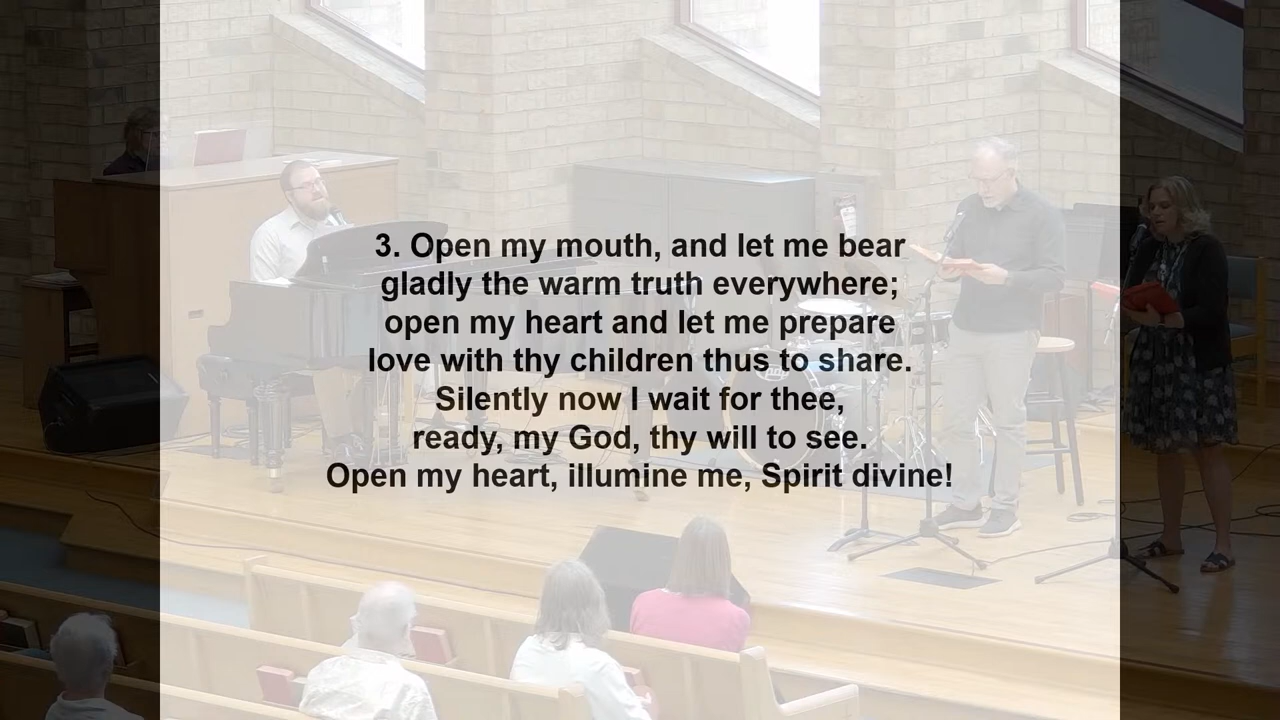 3. Open my mouth, and let me bear
gladly the warm truth everywhere;
open my heart and let me prepare
love with thy children thus to share.
Silently now I wait for thee,
ready, my God, thy will to see.
Open my heart, illumine me, Spirit divine!